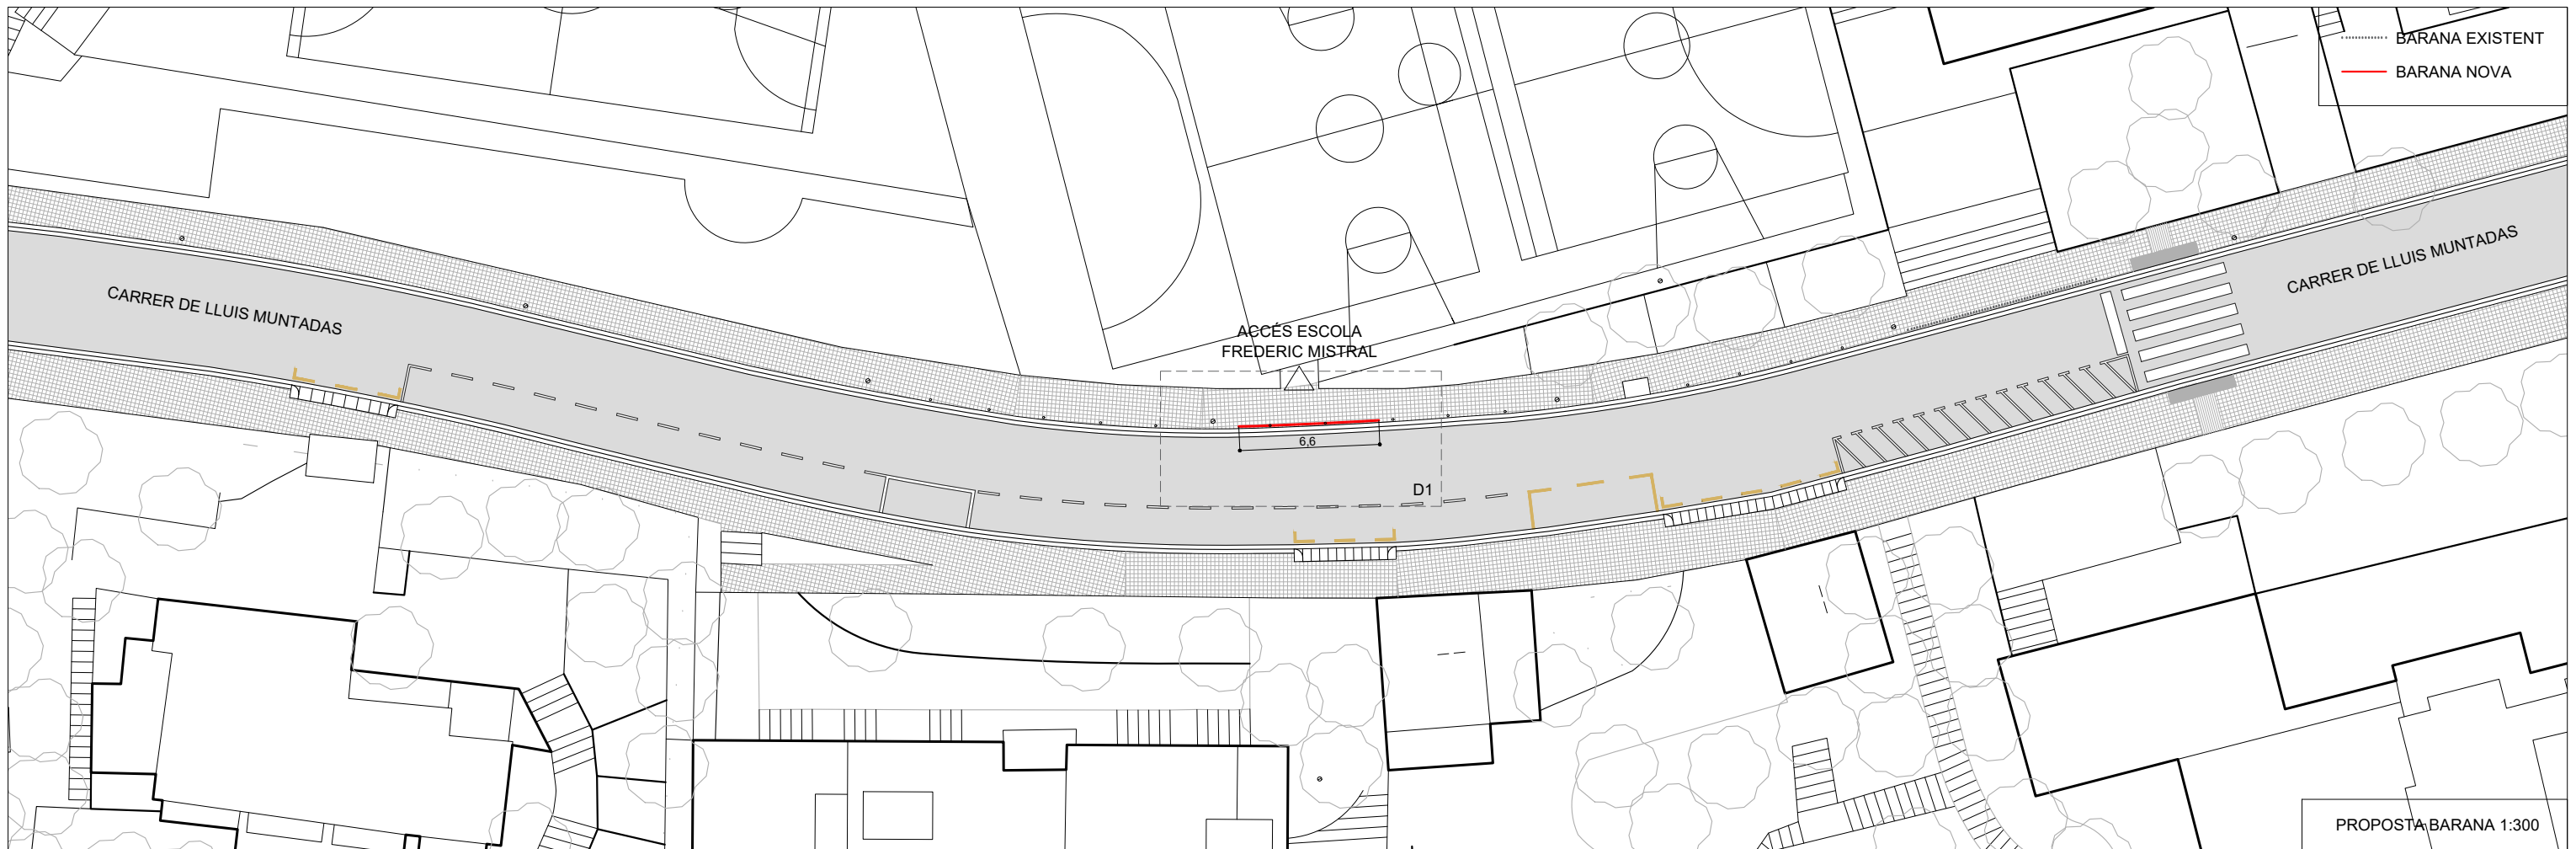 BARANA EXISTENT
BARANA NOVA
CARRER DE LLUIS MUNTADAS
CARRER DE LLUIS MUNTADAS
ACCÉS ESCOLA
FREDERIC MISTRAL
6,6
D1
PROPOSTA BARANA 1:300